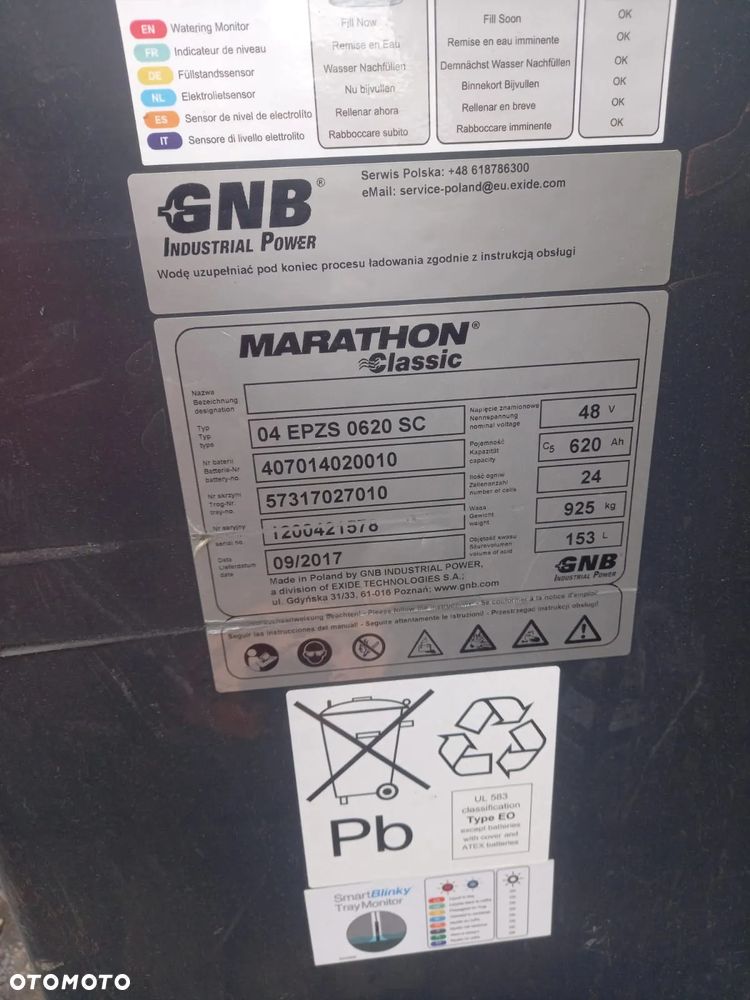 EN Watering Monitor Fill Now Fill Soon OK
FR Indicateur de niveau Remise en Eau Remise en eau imminente OK
DE Füllstandssensor Wasser Nachfüllen Demnächst Wasser Nachfüllen OK
NL Elektrolietsensor Nu bijvullen Binnekort Bijvullen OK
ES Sensor de nivel de electrolito Rellenar ahora Rellenar en breve OK
IT Sensore di livello elettrolito Rabboccare subito Rabboccare imminente OK
GNB®
INDUSTRIAL POWER
Serwis Polska: +48 618786300
eMail: service-poland@eu.exide.com
Wodę uzupełniać pod koniec procesu ładowania zgodnie z instrukcją obsługi
MARATHON®
Classic
Nazwa
Bezeichnung
designation
Typ
Typ
type
04 EPZS 0620 SC
Napięcie znamionowe
Nennspannung
nominal voltage
48 V
Nr baterii
Batterie-Nr
battery-no.
407014020010
Pojemność
Kapazität
capacity
C5 620 Ah
Nr skrzyni
Trog-Nr.
tray-no.
57317027010
Ilość ogniw
Zellenanzahl
number of cells
24
Nr seryjny
serial no.
1200421578
Waga
Gewicht
weight
925 kg
Data
Lieferdatum
date
09/2017
Objętość kwasu
Säurevolumen
volume of acid
153 L
Made in Poland by GNB INDUSTRIAL POWER,
a division of EXIDE TECHNOLOGIES S.A.;
ul. Gdyńska 31/33, 61-016 Poznań; www.gnb.com
GNB
INDUSTRIAL POWER
Please follow the instructions - Se conformer à la notice d'emploi
Seguir las instrucciones del manual! - Seguire attentamente le istruzioni! - Przestrzegać instrukcji obsługi!
Pb
UL 583
classification
Type EO
except batteries
with cover and
ATEX batteries
SmartBlinky
Tray Monitor
OTOMOTO